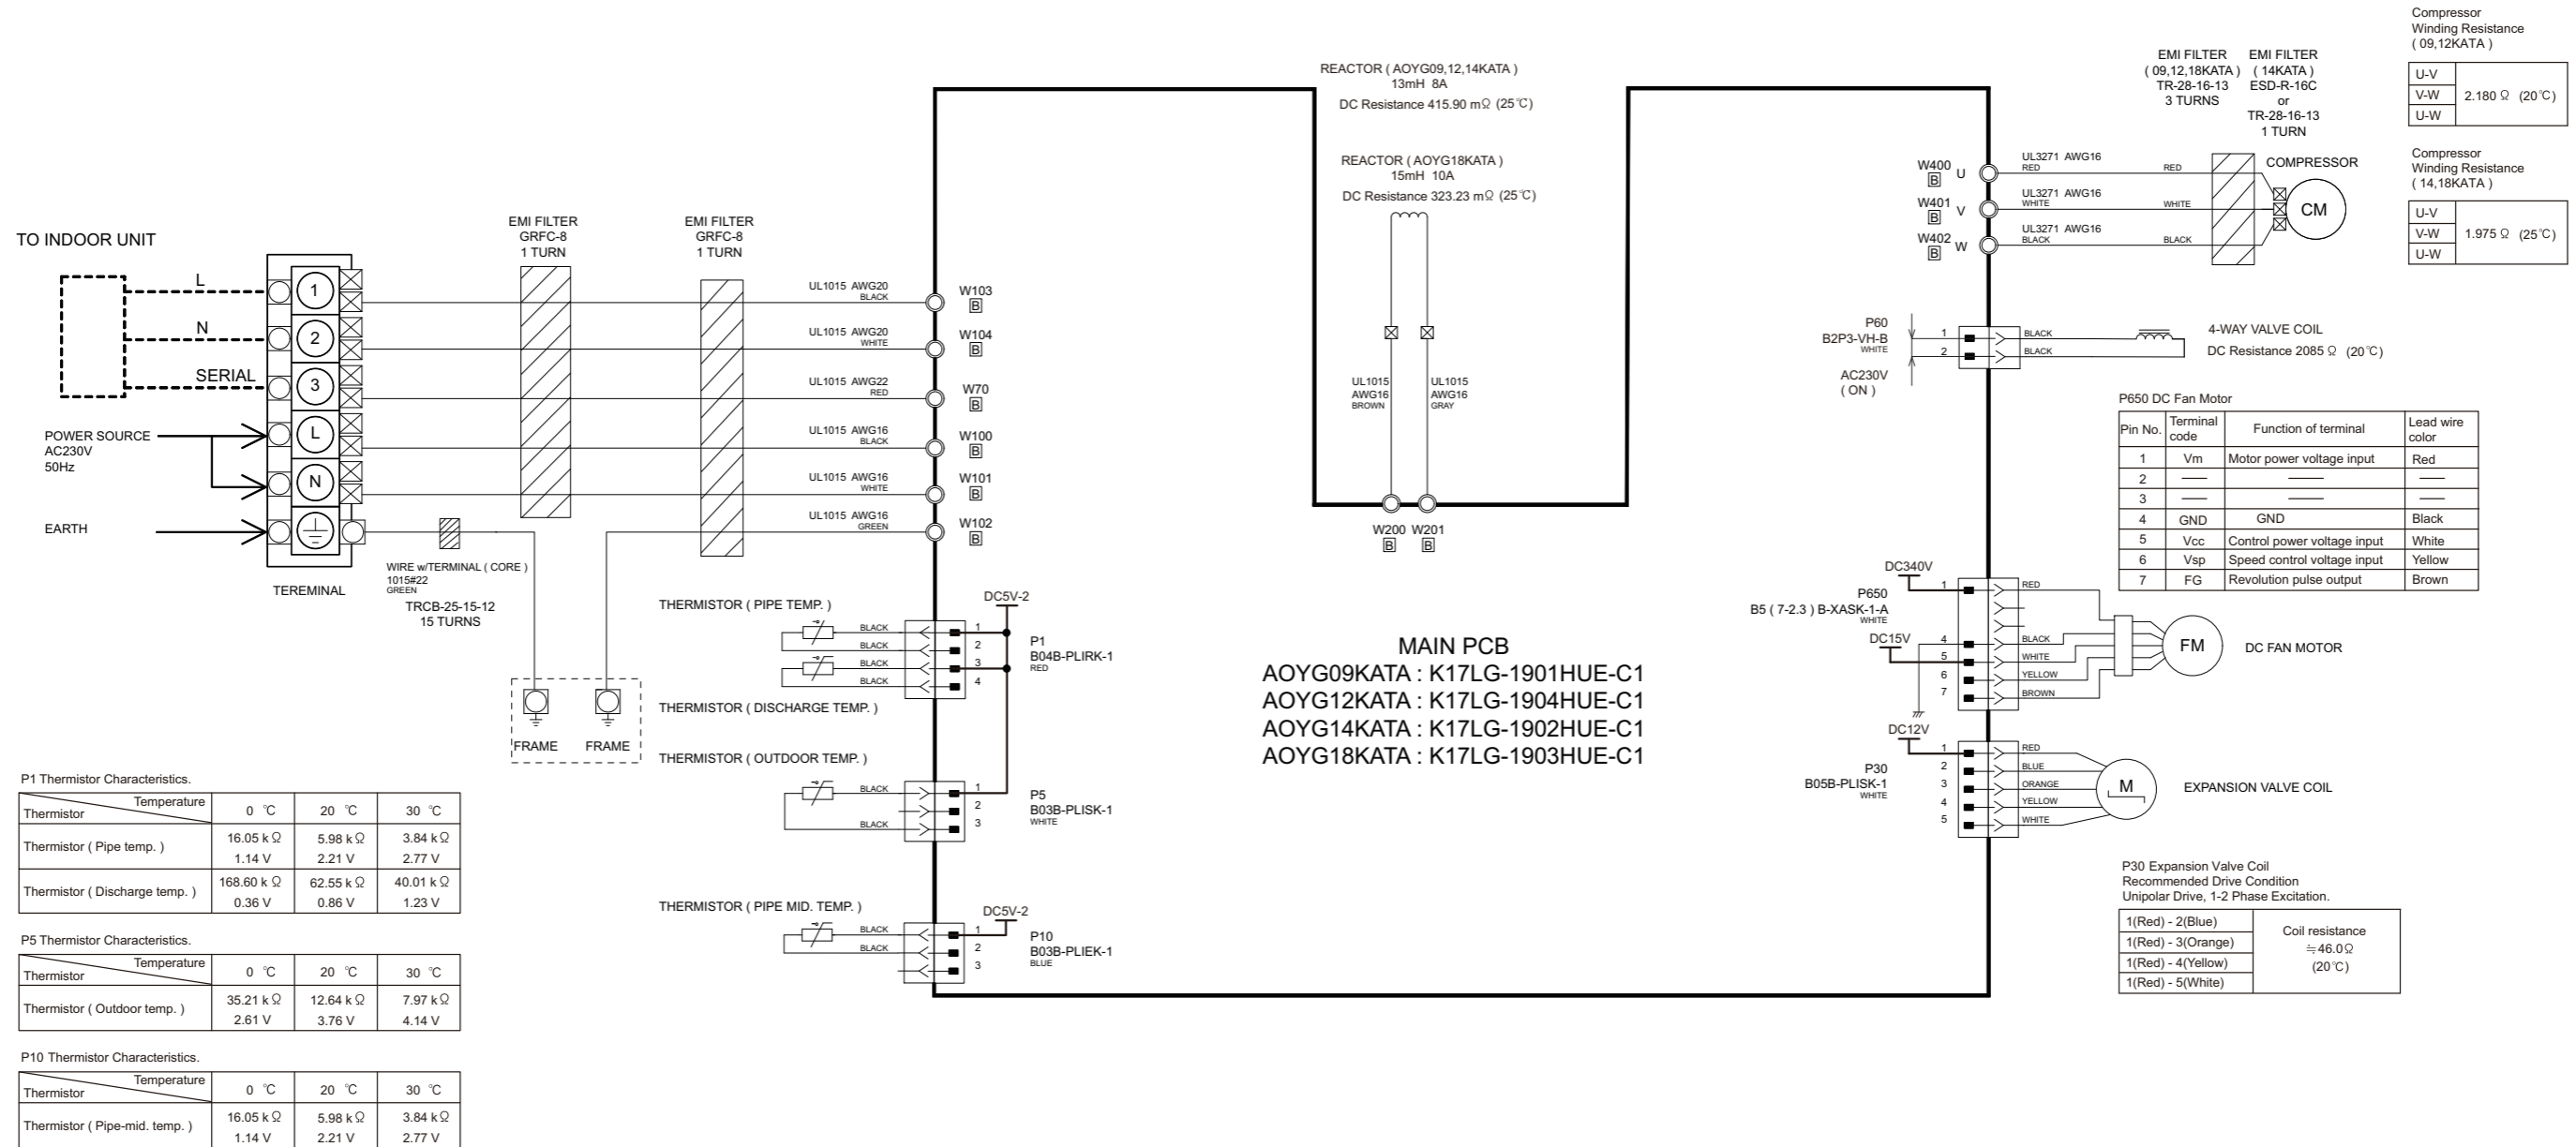 Compressor
Winding Resistance
( 09,12KATA )
U-V
V-W
U-W
2.180 Ω (20℃)
Compressor
Winding Resistance
( 14,18KATA )
U-V
V-W
U-W
1.975 Ω (25℃)
EMI FILTER
( 09,12,18KATA )
TR-28-16-13
3 TURNS
EMI FILTER
( 14KATA )
ESD-R-16C
or
TR-28-16-13
1 TURN
REACTOR ( AOYG09,12,14KATA )
13mH 8A
DC Resistance 415.90 mΩ (25℃)
REACTOR ( AOYG18KATA )
15mH 10A
DC Resistance 323.23 mΩ (25℃)
UL1015
AWG16
BROWN
UL1015
AWG16
GRAY
W200
B
W201
B
W400
B
U
UL3271 AWG16
RED
RED
W401
B
V
UL3271 AWG16
WHITE
WHITE
W402
B
W
UL3271 AWG16
BLACK
BLACK
COMPRESSOR
CM
TO INDOOR UNIT
L
N
SERIAL
POWER SOURCE
AC230V
50Hz
EARTH
1
2
3
L
N
TEREMINAL
EMI FILTER
GRFC-8
1 TURN
EMI FILTER
GRFC-8
1 TURN
UL1015 AWG20
BLACK
W103
B
UL1015 AWG20
WHITE
W104
B
UL1015 AWG22
RED
W70
B
UL1015 AWG16
BLACK
W100
B
UL1015 AWG16
WHITE
W101
B
UL1015 AWG16
GREEN
W102
B
WIRE w/TERMINAL ( CORE )
1015#22
GREEN
TRCB-25-15-12
15 TURNS
FRAME
FRAME
P60
B2P3-VH-B
WHITE
AC230V
( ON )
1
2
BLACK
BLACK
4-WAY VALVE COIL
DC Resistance 2085 Ω (20℃)
P650 DC Fan Motor
Pin No. Terminal code Function of terminal Lead wire color
1 Vm Motor power voltage input Red
2 — — —
3 — — —
4 GND GND Black
5 Vcc Control power voltage input White
6 Vsp Speed control voltage input Yellow
7 FG Revolution pulse output Brown
THERMISTOR ( PIPE TEMP. )
BLACK
BLACK
BLACK
BLACK
THERMISTOR ( DISCHARGE TEMP. )
DC5V-2
1
2
3
4
P1
B04B-PLIRK-1
RED
THERMISTOR ( OUTDOOR TEMP. )
BLACK
BLACK
1
2
3
P5
B03B-PLISK-1
WHITE
THERMISTOR ( PIPE MID. TEMP. )
BLACK
BLACK
DC5V-2
1
2
3
P10
B03B-PLIEK-1
BLUE
MAIN PCB
AOYG09KATA : K17LG-1901HUE-C1
AOYG12KATA : K17LG-1904HUE-C1
AOYG14KATA : K17LG-1902HUE-C1
AOYG18KATA : K17LG-1903HUE-C1
DC340V
P650
B5 ( 7-2.3 ) B-XASK-1-A
WHITE
DC15V
1
4
5
6
7
RED
BLACK
WHITE
YELLOW
BROWN
FM
DC FAN MOTOR
DC12V
P30
B05B-PLISK-1
WHITE
1
2
3
4
5
RED
BLUE
ORANGE
YELLOW
WHITE
M
EXPANSION VALVE COIL
P30 Expansion Valve Coil
Recommended Drive Condition
Unipolar Drive, 1-2 Phase Excitation.
1(Red) - 2(Blue)
1(Red) - 3(Orange)
1(Red) - 4(Yellow)
1(Red) - 5(White)
Coil resistance
≒46.0Ω
(20℃)
P1 Thermistor Characteristics.
Temperature
Thermistor
0 ℃ 20 ℃ 30 ℃
Thermistor ( Pipe temp. )
16.05 kΩ 5.98 kΩ 3.84 kΩ
1.14 V 2.21 V 2.77 V
Thermistor ( Discharge temp. )
168.60 kΩ 62.55 kΩ 40.01 kΩ
0.36 V 0.86 V 1.23 V
P5 Thermistor Characteristics.
Temperature
Thermistor
0 ℃ 20 ℃ 30 ℃
Thermistor ( Outdoor temp. )
35.21 kΩ 12.64 kΩ 7.97 kΩ
2.61 V 3.76 V 4.14 V
P10 Thermistor Characteristics.
Temperature
Thermistor
0 ℃ 20 ℃ 30 ℃
Thermistor ( Pipe-mid. temp. )
16.05 kΩ 5.98 kΩ 3.84 kΩ
1.14 V 2.21 V 2.77 V